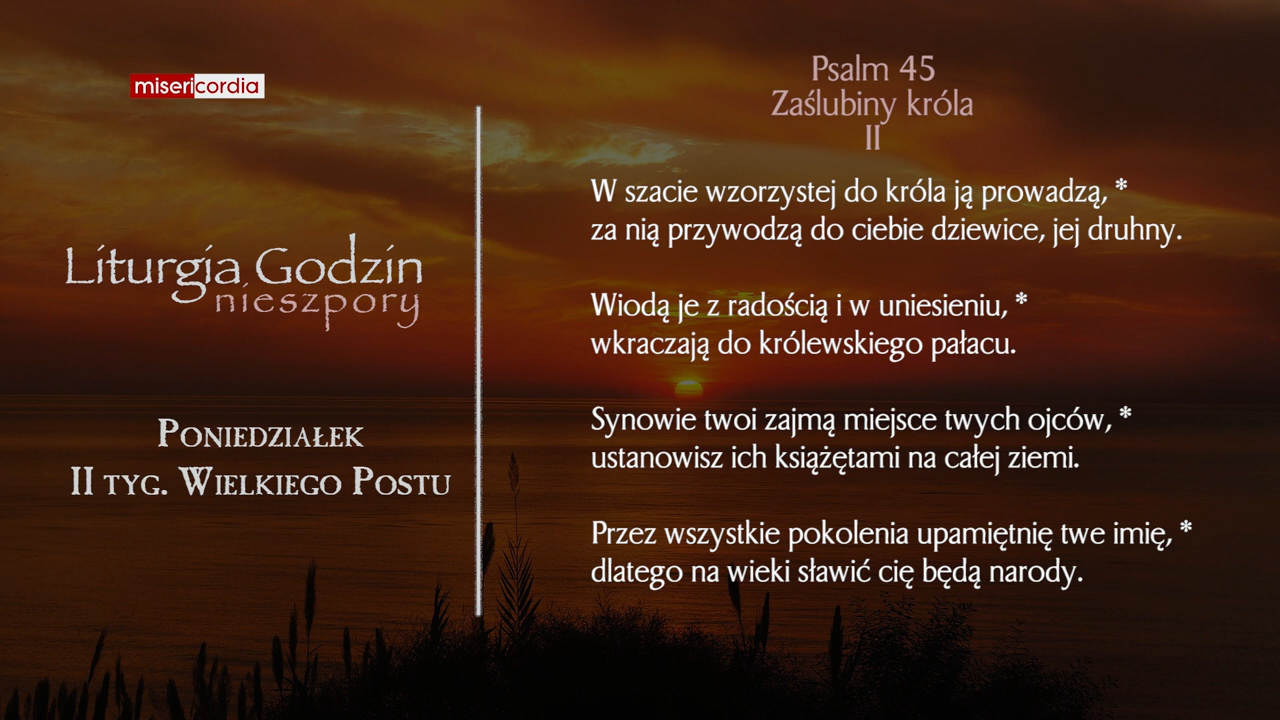 misericordia
Liturgia Godzin
nieszpory
Poniedziałek
II tyg. Wielkiego Postu
Psalm 45
Zaślubiny króla
II
W szacie wzorzystej do króla ją prowadzą, *
za nią przywodzą do ciebie dziewice, jej druhny.
Wiodą je z radością i w uniesieniu, *
wkraczają do królewskiego pałacu.
Synowie twoi zajmą miejsce twych ojców, *
ustanowisz ich książętami na całej ziemi.
Przez wszystkie pokolenia upamiętnię twe imię, *
dlatego na wieki sławić cię będą narody.